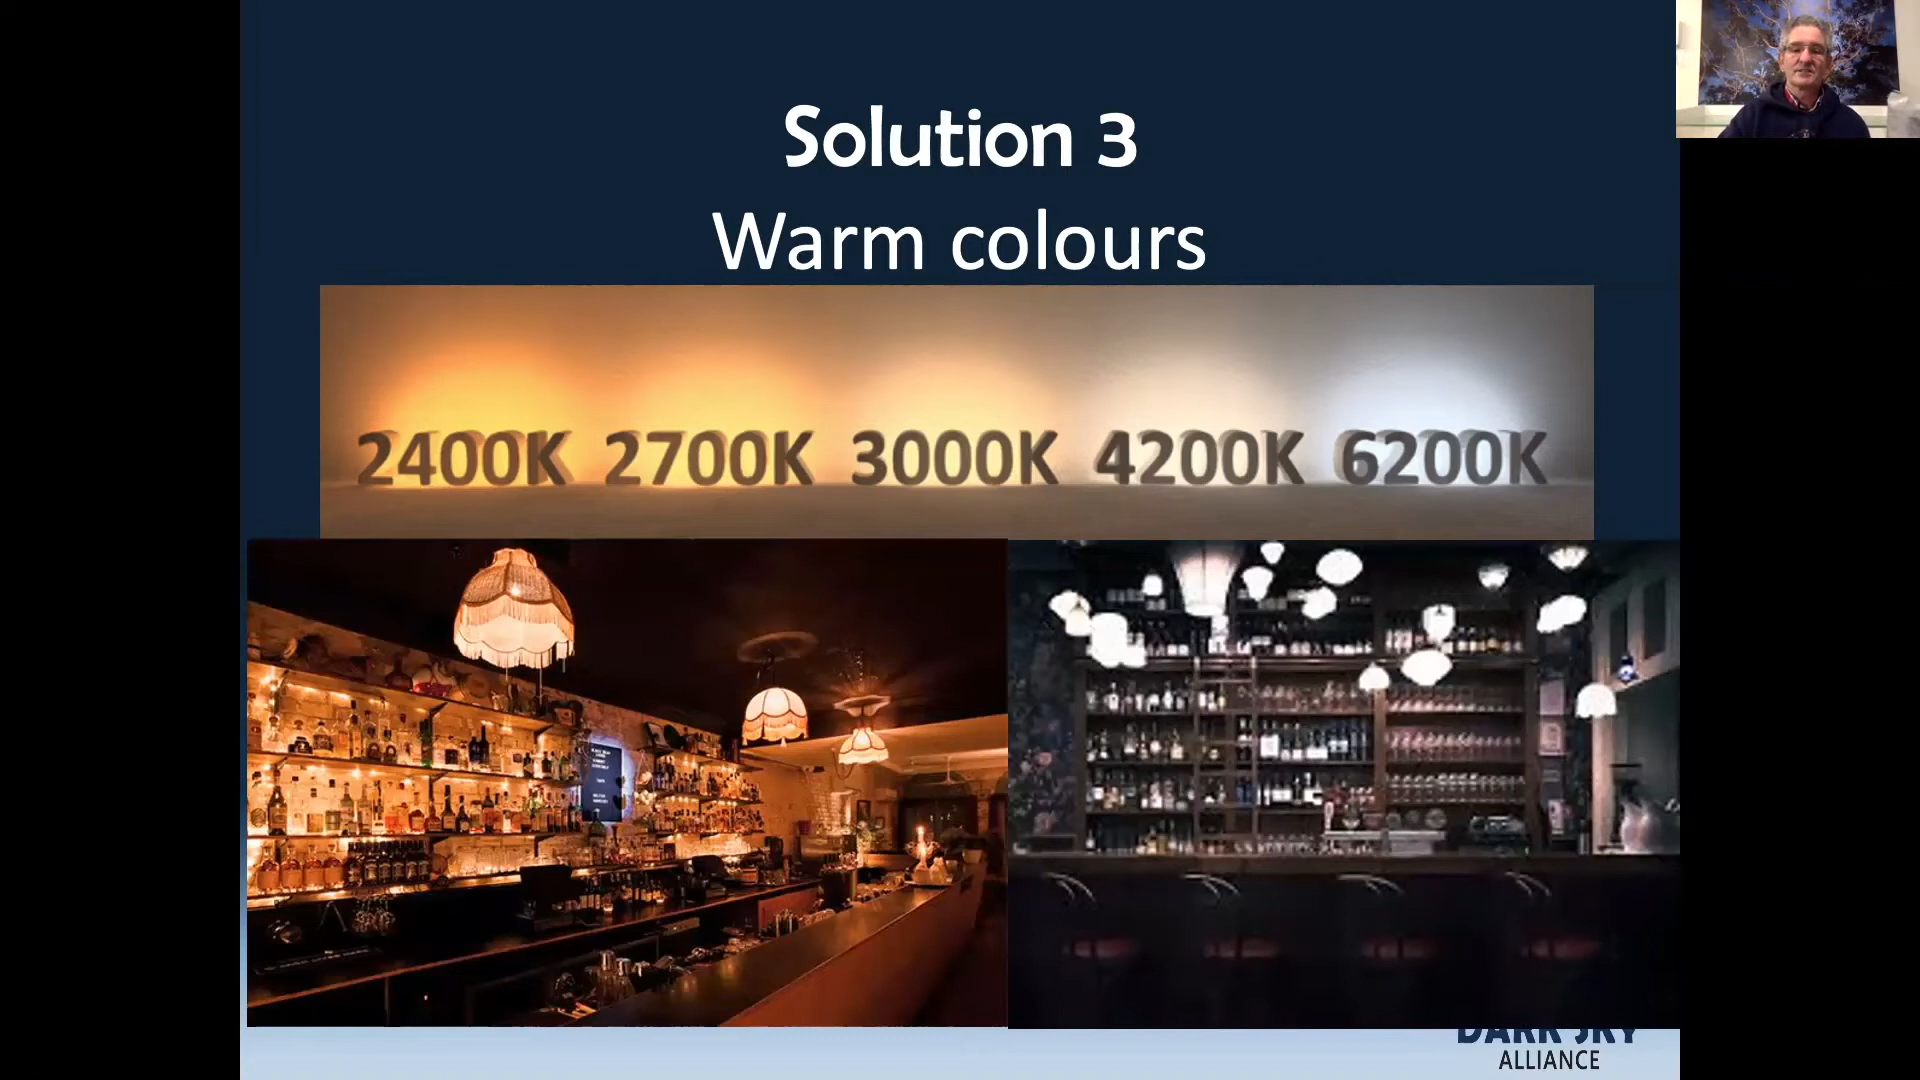 Solution 3
Warm colours
2400K 2700K 3000K 4200K 6200K
DARK SKY
ALLIANCE